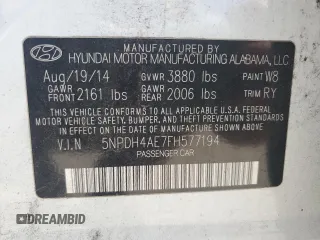 MANUFACTURED BY
HYUNDAI MOTOR MANUFACTURING ALABAMA, LLC
Aug/19/14 GVWR 3880 lbs PAINT W8
GAWR FRONT 2161 lbs GAWR REAR 2006 lbs TRIM RY
THIS VEHICLE CONFORMS TO ALL APPLICABLE
FEDERAL MOTOR VEHICLE SAFETY, BUMPER, AND
THEFT PREVENTION STANDARDS IN EFFECT ON
THE DATE OF MANUFACTURE SHOWN ABOVE.
V.I.N 5NPDH4AE7FH577194
PASSENGER CAR
© 2025 IDRIVEBID